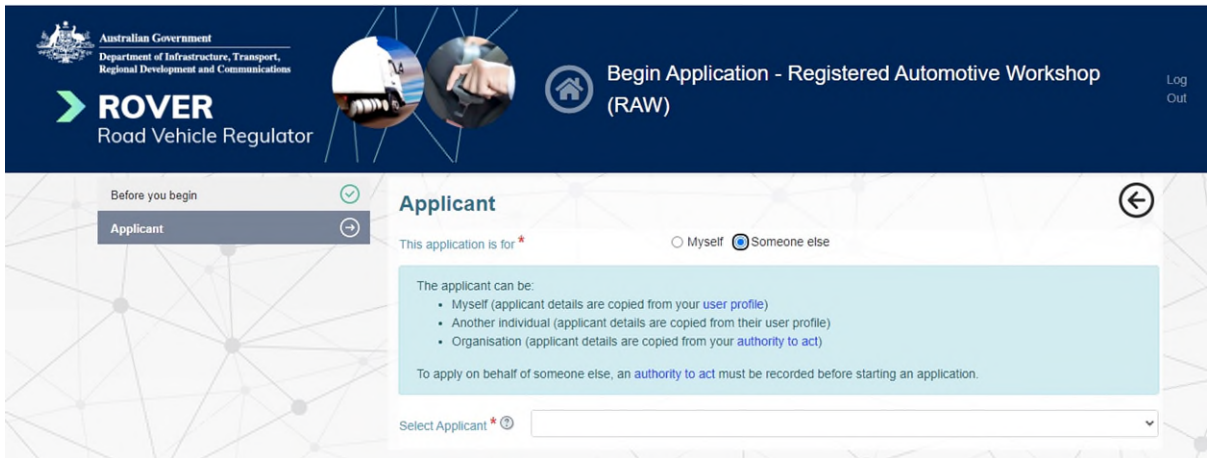 Australian Government
Department of Infrastructure, Transport,
Regional Development and Communications
ROVER
Road Vehicle Regulator
Begin Application - Registered Automotive Workshop
(RAW)
Log
Out
Before you begin
Applicant
Applicant
This application is for * Myself Someone else
The applicant can be:
• Myself (applicant details are copied from your user profile)
• Another individual (applicant details are copied from their user profile)
• Organisation (applicant details are copied from your authority to act)
To apply on behalf of someone else, an authority to act must be recorded before starting an application.
Select Applicant * ?